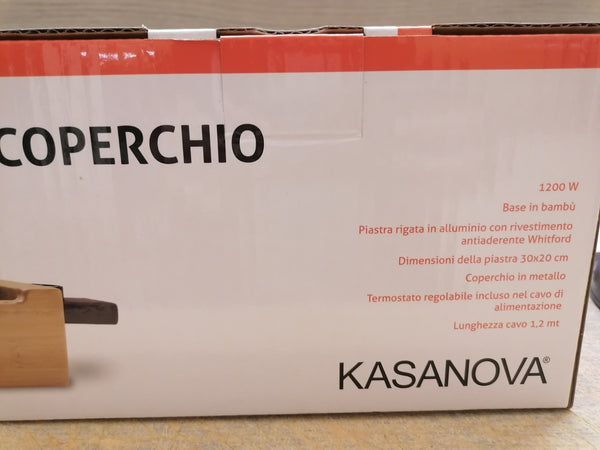 COPERCHIO
1200 W
Base in bambù
Piastra rigata in alluminio con rivestimento
antiaderente Whitford
Dimensioni della piastra 30x20 cm
Coperchio in metallo
Termostato regolabile incluso nel cavo di
alimentazione
Lunghezza cavo 1,2 mt
KASANOVA®